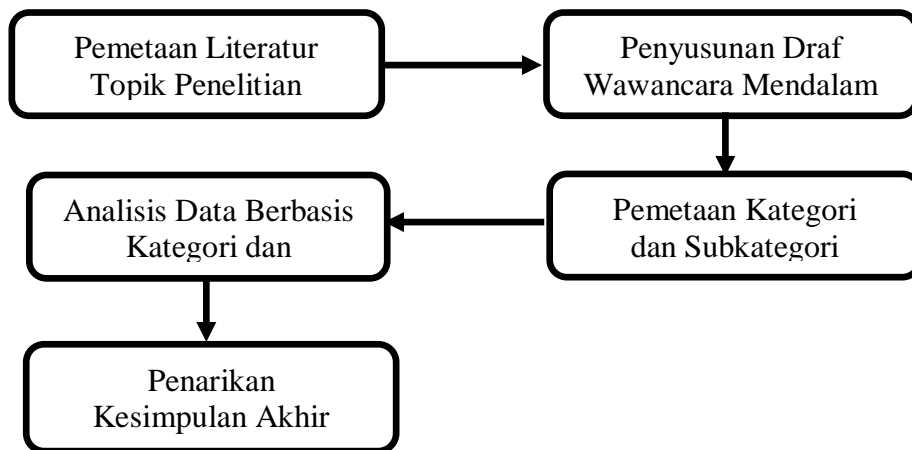 Pemetaan Literatur
Topik Penelitian
Penyusunan Draf
Wawancara Mendalam
Pemetaan Kategori
dan Subkategori
Analisis Data Berbasis
Kategori dan
Penarikan
Kesimpulan Akhir